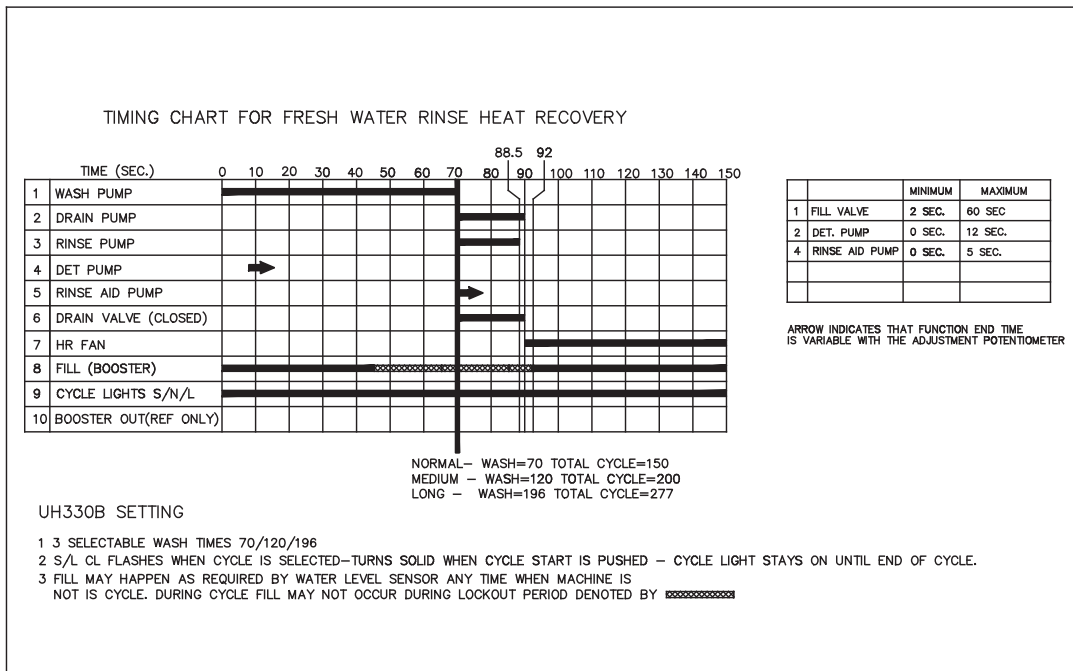 TIMING CHART FOR FRESH WATER RINSE HEAT RECOVERY
88.5 92
TIME (SEC.) 0 10 20 30 40 50 60 70 80 90 100 110 120 130 140 150
1 WASH PUMP
2 DRAIN PUMP
3 RINSE PUMP
4 DET PUMP
5 RINSE AID PUMP
6 DRAIN VALVE (CLOSED)
7 HR FAN
8 FILL (BOOSTER)
9 CYCLE LIGHTS S/N/L
10 BOOSTER OUT(REF ONLY)
MINIMUM MAXIMUM
1 FILL VALVE 2 SEC. 60 SEC
2 DET. PUMP 0 SEC. 12 SEC.
4 RINSE AID PUMP 0 SEC. 5 SEC.
ARROW INDICATES THAT FUNCTION END TIME
IS VARIABLE WITH THE ADJUSTMENT POTENTIOMETER
NORMAL– WASH=70 TOTAL CYCLE=150
MEDIUM – WASH=120 TOTAL CYCLE=200
LONG – WASH=196 TOTAL CYCLE=277
UH330B SETTING
1 3 SELECTABLE WASH TIMES 70/120/196
2 S/L CL FLASHES WHEN CYCLE IS SELECTED–TURNS SOLID WHEN CYCLE START IS PUSHED – CYCLE LIGHT STAYS ON UNTIL END OF CYCLE.
3 FILL MAY HAPPEN AS REQUIRED BY WATER LEVEL SENSOR ANY TIME WHEN MACHINE IS
NOT IS CYCLE. DURING CYCLE FILL MAY NOT OCCUR DURING LOCKOUT PERIOD DENOTED BY